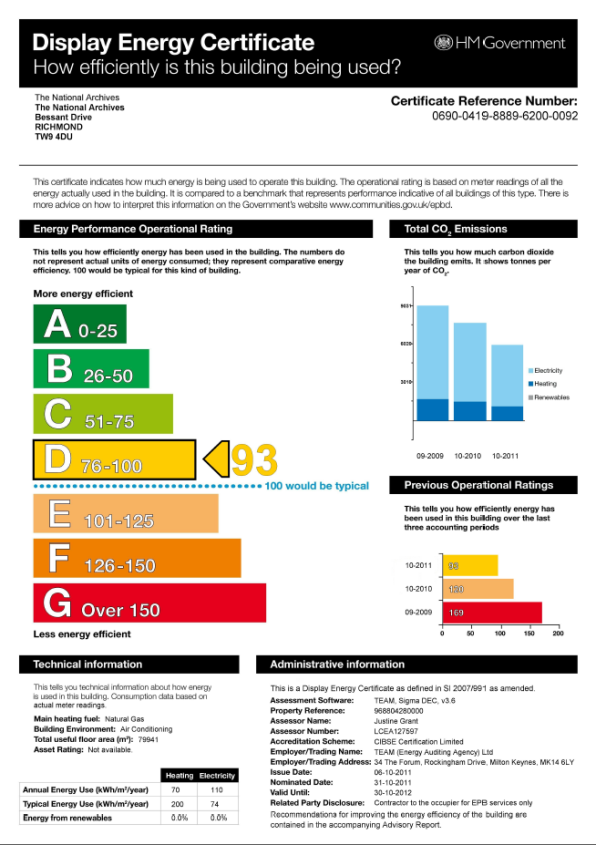 Display Energy Certificate
HM Government
How efficiently is this building being used?
The National Archives
The National Archives
Bessant Drive
RICHMOND
TW9 4DU
Certificate Reference Number:
0690-0419-8889-6200-0092
This certificate indicates how much energy is being used to operate this building. The operational rating is based on meter readings of all the
energy actually used in the building. It is compared to a benchmark that represents performance indicative of all buildings of this type. There is
more advice on how to interpret this information on the Government's website www.communities.gov.uk/epbd.
Energy Performance Operational Rating
This tells you how efficiently energy has been used in the building. The numbers do
not represent actual units of energy consumed; they represent comparative energy
efficiency. 100 would be typical for this kind of building.
More energy efficient
A 0-25
B 26-50
C 51-75
D 76-100
93
100 would be typical
E 101-125
F 126-150
G Over 150
Less energy efficient
Total CO2 Emissions
This tells you how much carbon dioxide
the building emits. It shows tonnes per
year of CO2.
Electricity
Heating
Renewables
09-2009 10-2010 10-2011
Previous Operational Ratings
This tells you how efficiently energy has
been used in this building over the last
three accounting periods
10-2011
10-2010
09-2009 169
0 50 100 150 200
Technical information
This tells you technical information about how energy
is used in this building. Consumption data based on
actual meter readings.
Main heating fuel: Natural Gas
Building Environment: Air Conditioning
Total useful floor area (m²): 79941
Asset Rating: Not available.
Heating Electricity
Annual Energy Use (kWh/m²/year) 70 110
Typical Energy Use (kWh/m²/year) 200 74
Energy from renewables 0.0% 0.0%
Administrative information
This is a Display Energy Certificate as defined in SI 2007/991 as amended.
Assessment Software: TEAM, Sigma DEC, v3.6
Property Reference: 968804280000
Assessor Name: Justine Grant
Assessor Number: LCEA127597
Accreditation Scheme: CIBSE Certification Limited
Employer/Trading Name: TEAM (Energy Auditing Agency) Ltd
Employer/Trading Address: 34 The Forum, Rockingham Drive, Milton Keynes, MK14 6LY
Issue Date: 06-10-2011
Nominated Date: 31-10-2011
Valid Until: 30-10-2012
Related Party Disclosure: Contractor to the occupier for EPB services only
Recommendations for improving the energy efficiency of the building are
contained in the accompanying Advisory Report.